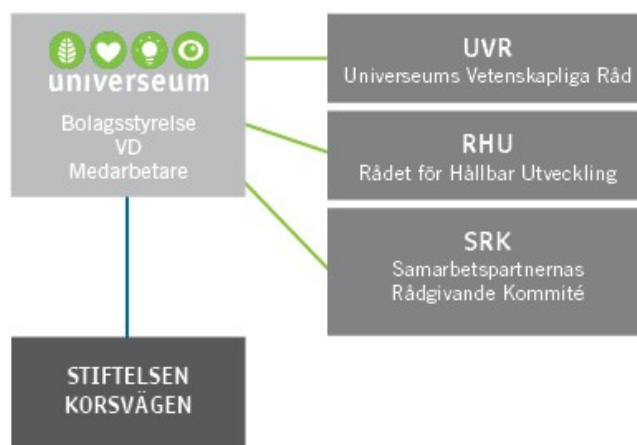 universeum
Bolagsstyrelse
VD
Medarbetare
UVR
Universeums Vetenskapliga Råd
RHU
Rådet för Hållbar Utveckling
SRK
Samarbetspartnernas
Rådgivande Kommité
STIFTELSEN
KORSVÄGEN